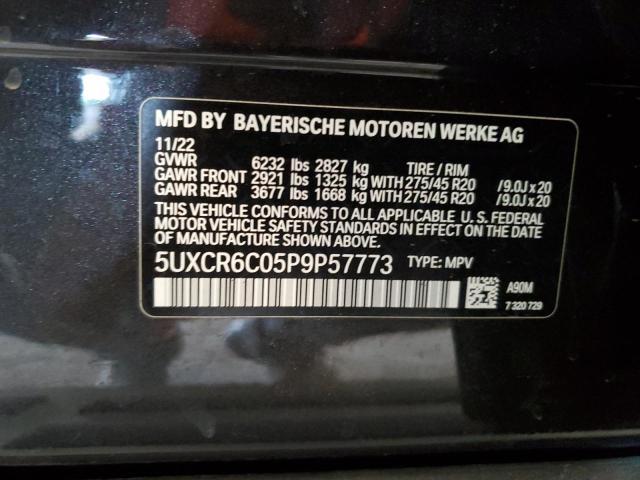 MFD BY BAYERISCHE MOTOREN WERKE AG
11/22
GVWR 6232 lbs 2827 kg TIRE / RIM
GAWR FRONT 2921 lbs 1325 kg WITH 275/45 R20 / 9.0J x 20
GAWR REAR 3677 lbs 1668 kg WITH 275/45 R20 / 9.0J x 20
THIS VEHICLE CONFORMS TO ALL APPLICABLE U. S. FEDERAL
MOTOR VEHICLE SAFETY STANDARDS IN EFFECT ON THE
DATE OF MANUFACTURE SHOWN ABOVE.
5UXCR6C05P9P57773 TYPE: MPV
A90M
7 320 729